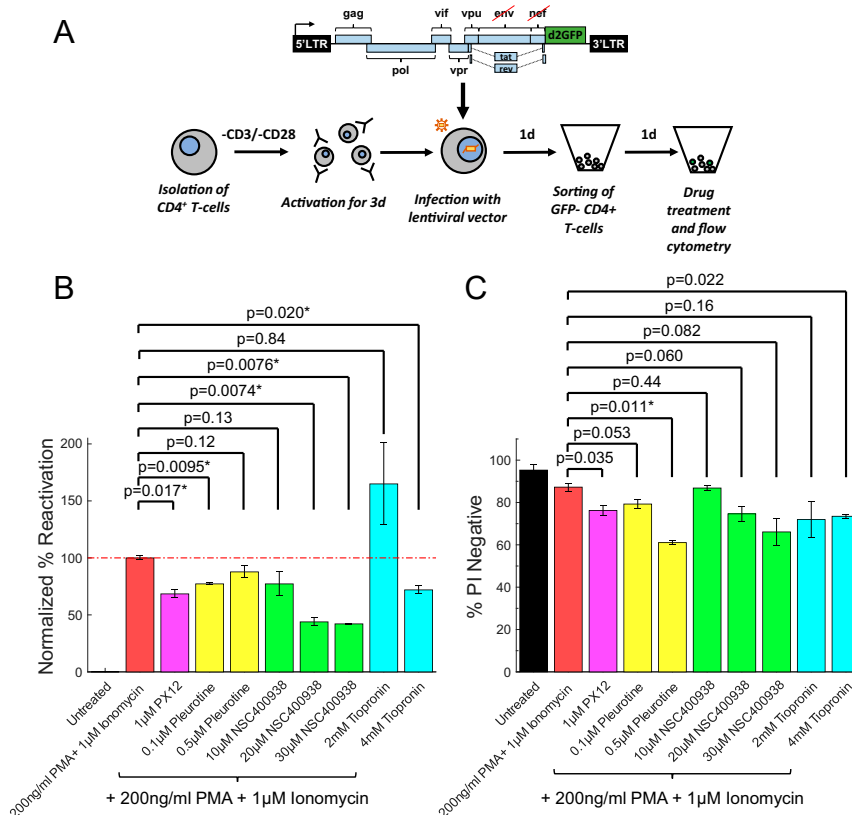 A
gag
vif
vpu
env
nef
5'LTR
d2GFP
3'LTR
pol
vpr
tat
rev
-CD3/-CD28
1d
1d
Isolation of
CD4+ T-cells
Activation for 3d
Infection with
lentiviral vector
Sorting of
GFP- CD4+
T-cells
Drug
treatment
and flow
cytometry
B
p=0.020*
p=0.84
p=0.0076*
p=0.0074*
p=0.13
p=0.12
p=0.0095*
p=0.017*
Normalized % Reactivation
200
150
100
50
0
Untreated
200ng/ml PMA+ 1µM Ionomycin
1µM PX12
0.1µM Pleurotine
0.5µM Pleurotine
10µM NSC400938
20µM NSC400938
30µM NSC400938
2mM Tiopronin
4mM Tiopronin
+ 200ng/ml PMA + 1µM Ionomycin
C
p=0.022
p=0.16
p=0.082
p=0.060
p=0.44
p=0.011*
p=0.053
p=0.035
% PI Negative
100
80
60
40
20
0
Untreated
200ng/ml PMA+ 1µM Ionomycin
1µM PX12
0.1µM Pleurotine
0.5µM Pleurotine
10µM NSC400938
20µM NSC400938
30µM NSC400938
2mM Tiopronin
4mM Tiopronin
+ 200ng/ml PMA + 1µM Ionomycin